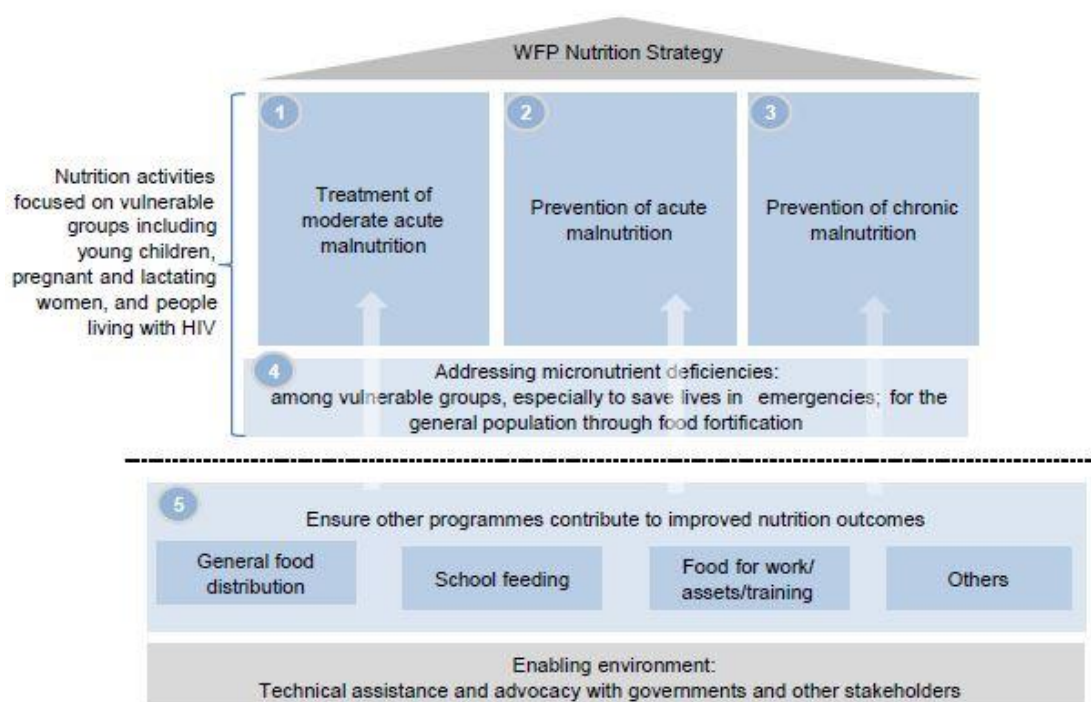 WFP Nutrition Strategy
1
2
3
Nutrition activities
focused on vulnerable
groups including
young children,
pregnant and lactating
women, and people
living with HIV
Treatment of
moderate acute
malnutrition
Prevention of acute
malnutrition
Prevention of chronic
malnutrition
4
Addressing micronutrient deficiencies:
among vulnerable groups, especially to save lives in emergencies; for the
general population through food fortification
5
Ensure other programmes contribute to improved nutrition outcomes
General food
distribution
School feeding
Food for work/
assets/training
Others
Enabling environment:
Technical assistance and advocacy with governments and other stakeholders